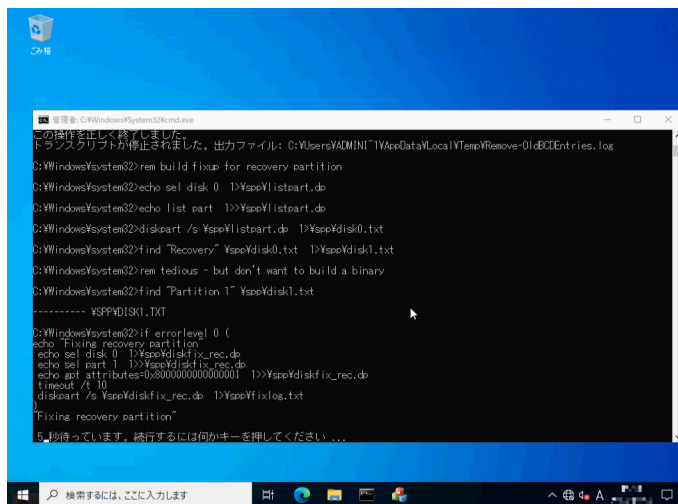 ごみ箱
管理者: C:¥Windows¥System32¥cmd.exe
この操作を正しく終了しました。
トランスクリプトが停止されました。出力ファイル: C:¥Users¥ADMINI~1¥AppData¥Local¥Temp¥Remove-OldBCDEntries.log
C:¥Windows¥system32>rem build fixup for recovery partition
C:¥Windows¥system32>echo sel disk 0  1>¥spp¥listpart.dp
C:¥Windows¥system32>echo list part  1>>¥spp¥listpart.dp
C:¥Windows¥system32>diskpart /s ¥spp¥listpart.dp  1>¥spp¥disk0.txt
C:¥Windows¥system32>find "Recovery" ¥spp¥disk0.txt  1>¥spp¥disk1.txt
C:¥Windows¥system32>rem tedious - but don't want to build a binary
C:¥Windows¥system32>find "Partition 1" ¥spp¥disk1.txt
---------- ¥SPP¥DISK1.TXT
C:¥Windows¥system32>if errorlevel 0 (
echo "Fixing recovery partition"
echo sel disk 0  1>¥spp¥diskfix_rec.dp
echo sel part 1  1>>¥spp¥diskfix_rec.dp
echo gpt attributes=0x8000000000000001  1>>¥spp¥diskfix_rec.dp
timeout /t 10
diskpart /s ¥spp¥diskfix_rec.dp  1>¥spp¥fixlog.txt
)
"Fixing recovery partition"
5 秒待っています。続行するには何かキーを押してください ...
検索するには、ここに入力します
A